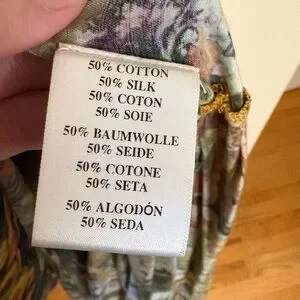 50% COTTON
50% SILK
50% COTON
50% SOIE
50% BAUMWOLLE
50% SEIDE
50% COTONE
50% SETA
50% ALGODÓN
50% SEDA